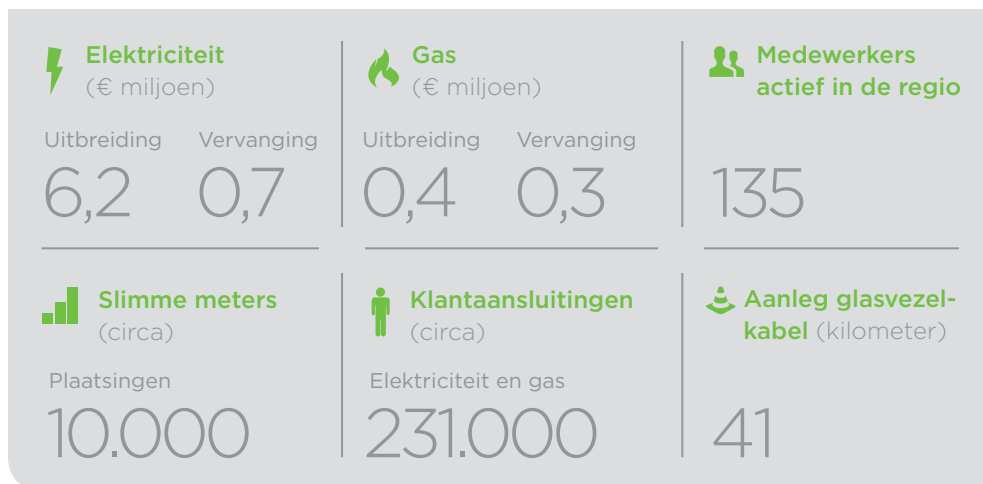 Elektriciteit
(€ miljoen)
Uitbreiding Vervanging
6,2 0,7
Gas
(€ miljoen)
Uitbreiding Vervanging
0,4 0,3
Medewerkers
actief in de regio
135
Slimme meters
(circa)
Plaatsingen
10.000
Klantaansluitingen
(circa)
Elektriciteit en gas
231.000
Aanleg glasvezel-
kabel (kilometer)
41